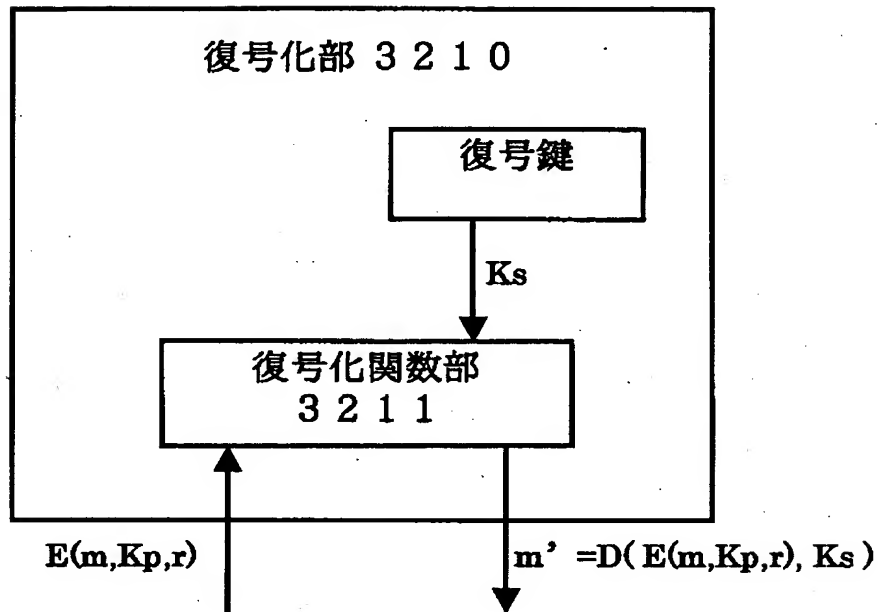 復号化部 3210
復号鍵
Ks
復号化関数部
3211
E(m,Kp,r)
m’ =D( E(m,Kp,r), Ks )